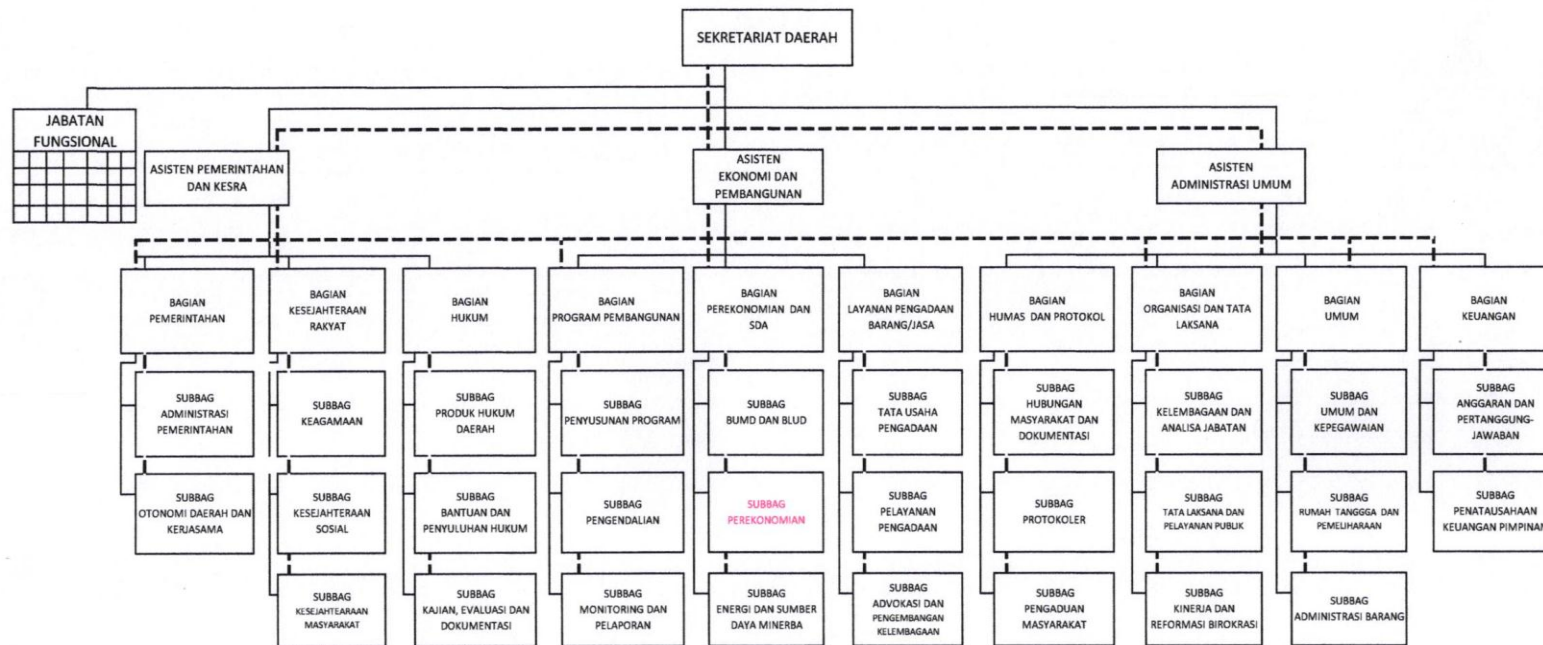 SEKRETARIAT DAERAH
JABATAN
FUNGSIONAL
ASISTEN PEMERINTAHAN
DAN KESRA
ASISTEN
EKONOMI DAN
PEMBANGUNAN
ASISTEN
ADMINISTRASI UMUM
BAGIAN
PEMERINTAHAN
BAGIAN
KESEJAHTERAAN
RAKYAT
BAGIAN
HUKUM
BAGIAN
PROGRAM PEMBANGUNAN
BAGIAN
PEREKONOMIAN DAN
SDA
BAGIAN
LAYANAN PENGADAAN
BARANG/JASA
BAGIAN
HUMAS DAN PROTOKOL
BAGIAN
ORGANISASI DAN TATA
LAKSANA
BAGIAN
UMUM
BAGIAN
KEUANGAN
SUBBAG
ADMINISTRASI
PEMERINTAHAN
SUBBAG
KEAGAMAAN
SUBBAG
PRODUK HUKUM
DAERAH
SUBBAG
PENYUSUNAN PROGRAM
SUBBAG
BUMD DAN BLUD
SUBBAG
TATA USAHA
PENGADAAN
SUBBAG
HUBUNGAN
MASYARAKAT DAN
DOKUMENTASI
SUBBAG
KELEMBAGAAN DAN
ANALISA JABATAN
SUBBAG
UMUM DAN
KEPEGAWAIAN
SUBBAG
ANGGARAN DAN
PERTANGGUNG-
JAWABAN
SUBBAG
OTONOMI DAERAH DAN
KERJASAMA
SUBBAG
KESEJAHTERAAN
SOSIAL
SUBBAG
BANTUAN DAN
PENYULUHAN HUKUM
SUBBAG
PENGENDALIAN
SUBBAG
PEREKONOMIAN
SUBBAG
PELAYANAN
PENGADAAN
SUBBAG
PROTOKOLER
SUBBAG
TATA LAKSANA DAN
PELAYANAN PUBLIK
SUBBAG
RUMAH TANGGGA DAN
PEMELIHARAAN
SUBBAG
PENATAUSAHAAN
KEUANGAN PIMPINAN
SUBBAG
KESEJAHTEARAAN
MASYARAKAT
SUBBAG
KAJIAN, EVALUASI DAN
DOKUMENTASI
SUBBAG
MONITORING DAN
PELAPORAN
SUBBAG
ENERGI DAN SUMBER
DAYA MINERBA
SUBBAG
ADVOKASI DAN
PENGEMBANGAN
KELEMBAGAAN
SUBBAG
PENGADUAN
MASYARAKAT
SUBBAG
KINERJA DAN
REFORMASI BIROKRASI
SUBBAG
ADMINISTRASI BARANG